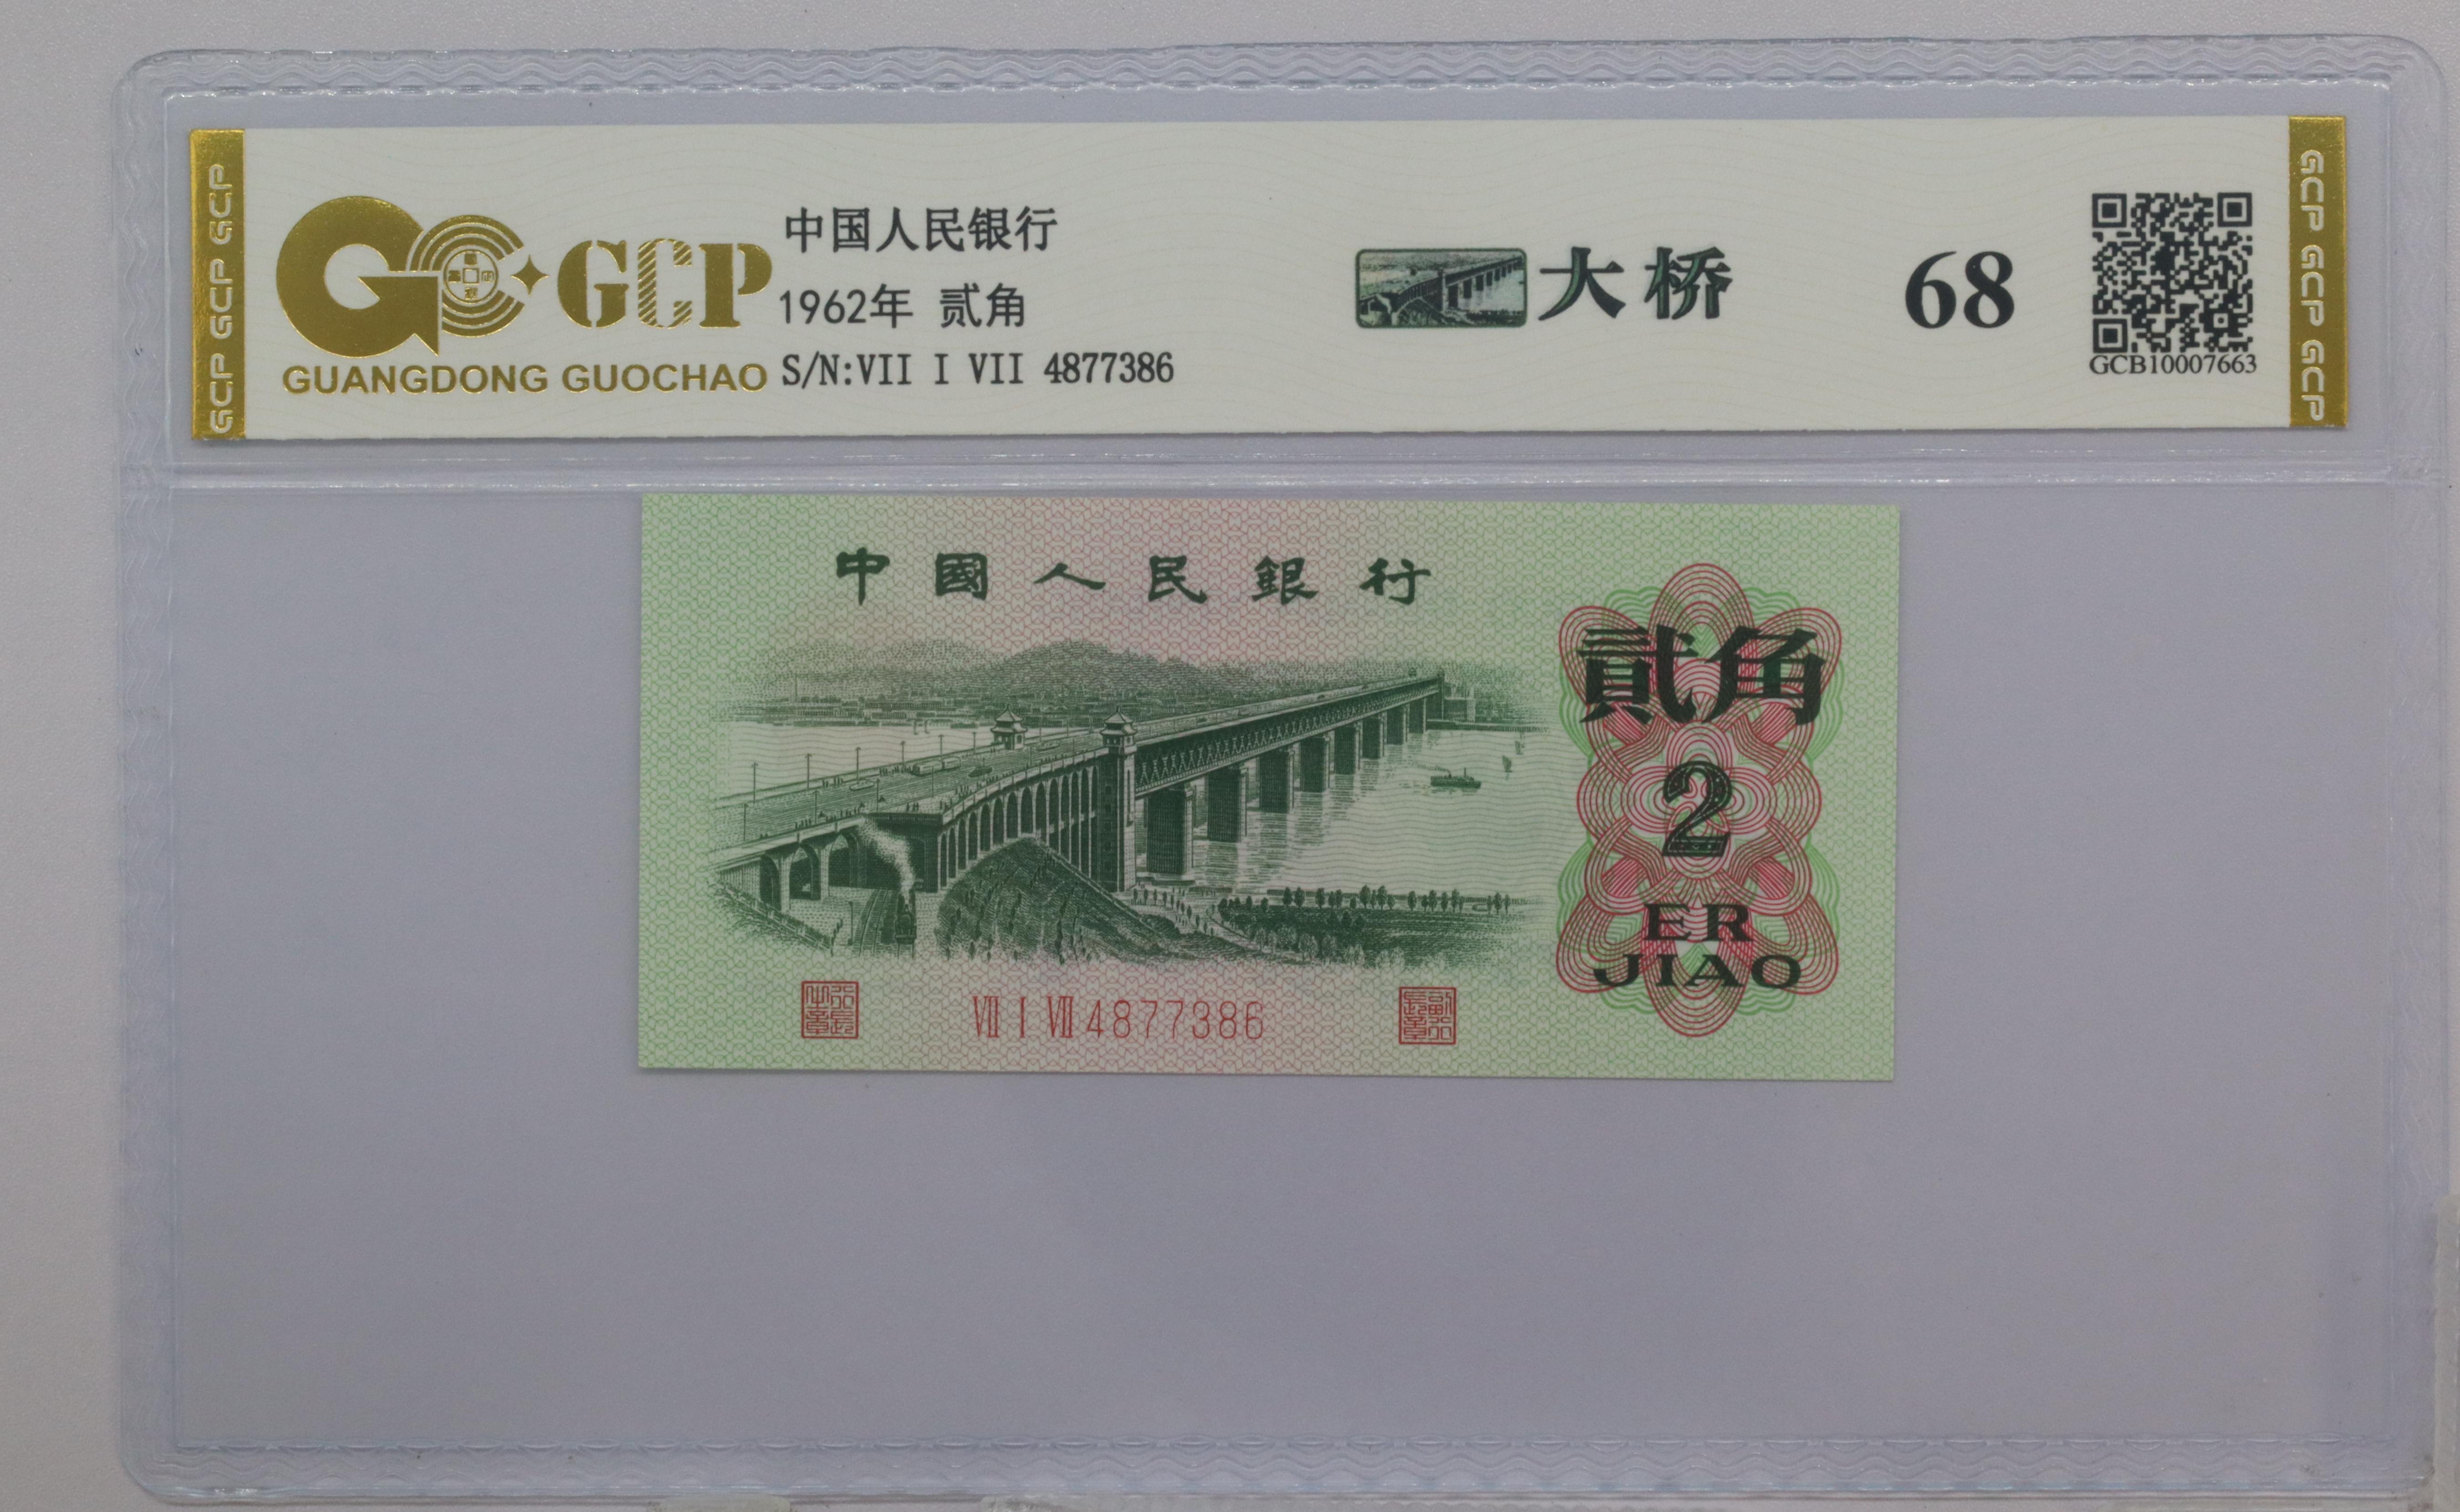 GCP GCP GCP
GCP
GUANGDONG GUOCHAO
中国人民银行
1962年 贰角
S/N:VII I VII 4877386
大桥
68
GCB10007663
GCP GCP GCP
中國人民銀行
貳角
2
ER
JIAO
VII I VII 4877386